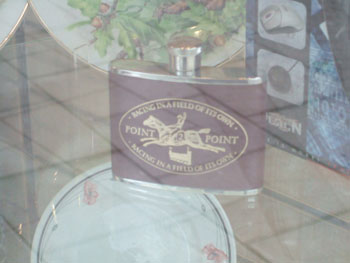 RACING IN A FIELD OF ITS OWN
POINT POINT
RACING IN A FIELD OF ITS OWN